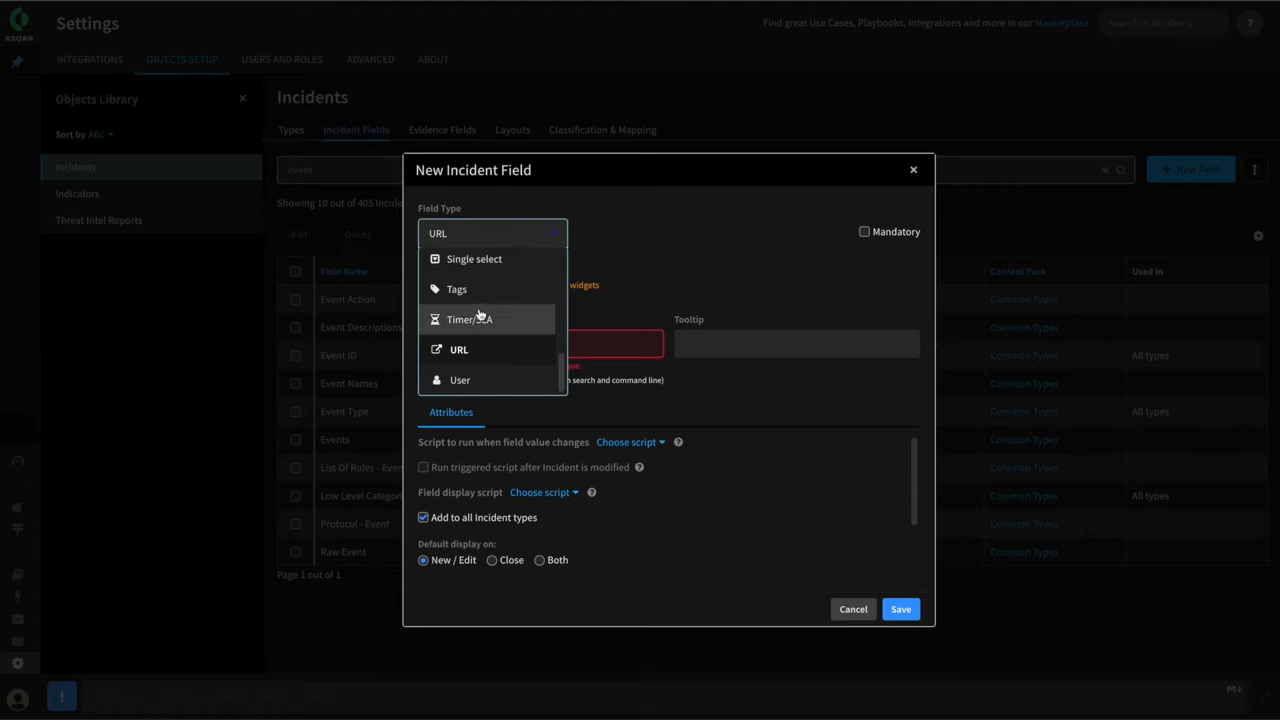 XSOAR
Settings
Find great Use Cases, Playbooks, Integrations and more in our Marketplace
Search in Incidents
?
INTEGRATIONS
OBJECTS SETUP
USERS AND ROLES
ADVANCED
ABOUT
Objects Library
×
Sort by ABC
Incidents
Indicators
Threat Intel Reports
Incidents
Types
Incident Fields
Evidence Fields
Layouts
Classification & Mapping
event
+ New Field
Showing 10 out of 405 Incide
Edit
Delete
Field Name
Content Pack
Used In
Event Action
Common Types
Event Descriptions
Common Types
Event ID
Common Types
All types
Event Names
Common Types
Event Type
Common Types
All types
Events
Common Types
List Of Rules - Even
Common Types
Low Level Categor
Common Types
All types
Protocol - Event
Common Types
Raw Event
Common Types
Page 1 out of 1
New Incident Field
×
Field Type
URL
Mandatory
Single select
Tags
Timer/SLA
URL
User
widgets
Tooltip
que.
n search and command line)
Attributes
Script to run when field value changes Choose script ?
Run triggered script after Incident is modified ?
Field display script Choose script ?
Add to all Incident types
Default display on:
New / Edit
Close
Both
Cancel
Save
!
M↓